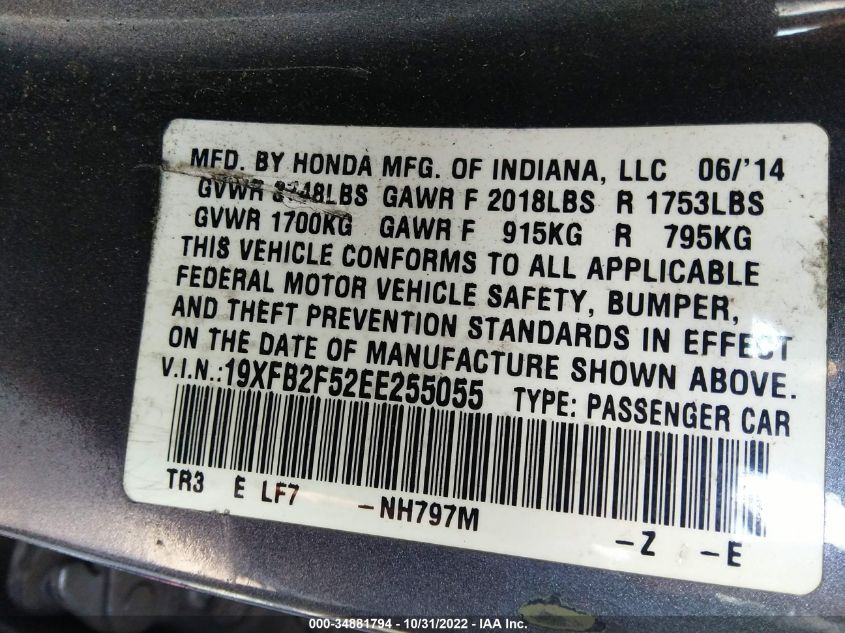 MFD. BY HONDA MFG. OF INDIANA, LLC 06/'14
GVWR GAWR F 2018LBS R 1753LBS
GVWR 1700KG GAWR F 915KG R 795KG
THIS VEHICLE CONFORMS TO ALL APPLICABLE
FEDERAL MOTOR VEHICLE SAFETY, BUMPER,
AND THEFT PREVENTION STANDARDS IN EFFECT
ON THE DATE OF MANUFACTURE SHOWN ABOVE.
V.I.N.:19XFB2F52EE255055 TYPE: PASSENGER CAR
TR3 E LF7 -NH797M -Z -E
000-34881794 - 10/31/2022 - IAA Inc.